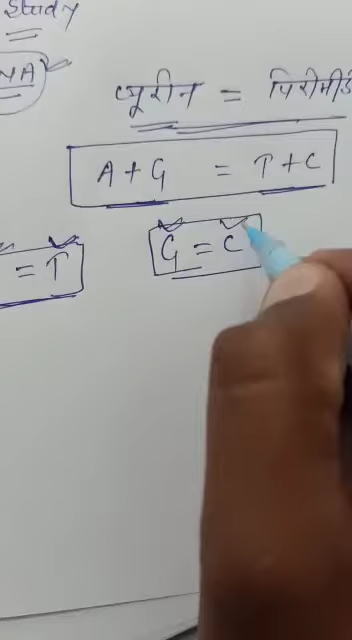 Study
NA
प्यूरीन = पिरीमीडी
A + G = T + C
= T G = C